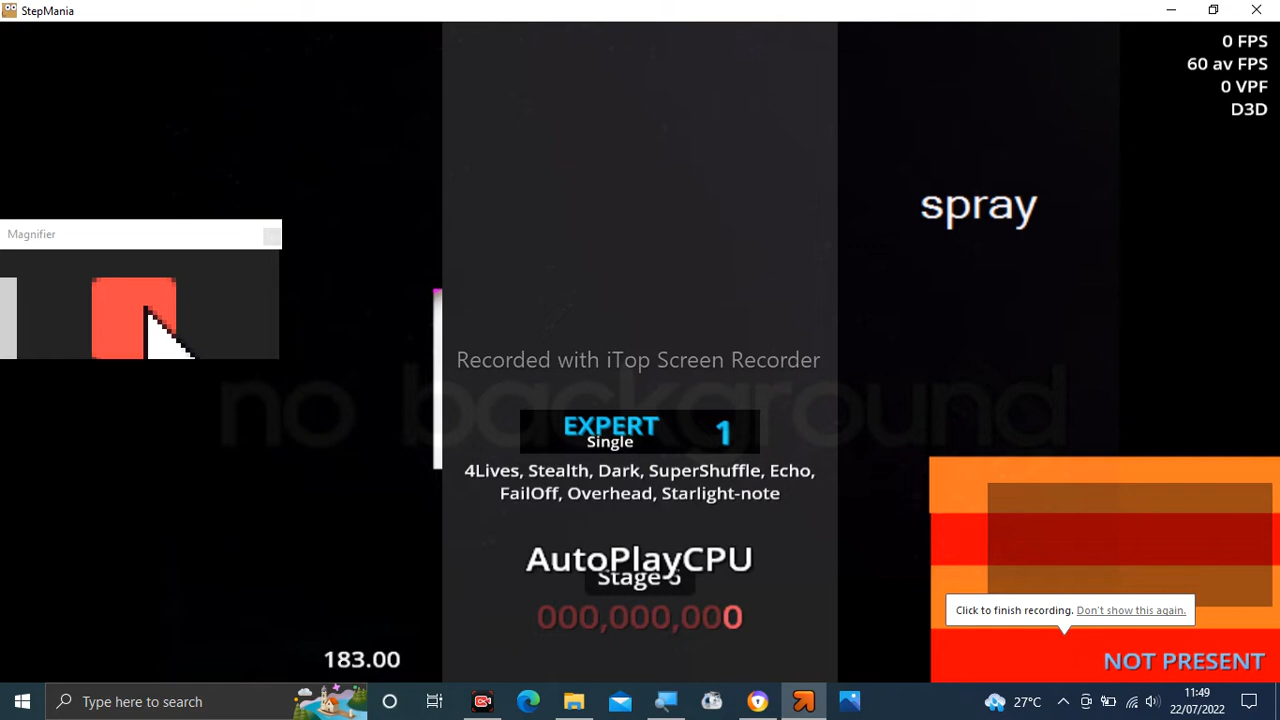 StepMania
0 FPS
60 av FPS
0 VPF
D3D
spray
Magnifier
Recorded with iTop Screen Recorder
no background
EXPERT 1
Single
4Lives, Stealth, Dark, SuperShuffle, Echo,
FailOff, Overhead, Starlight-note
AutoPlayCPU
Stage 5
000,000,000
Click to finish recording. Don't show this again.
183.00
NOT PRESENT
Type here to search
27°C
11:49
22/07/2022